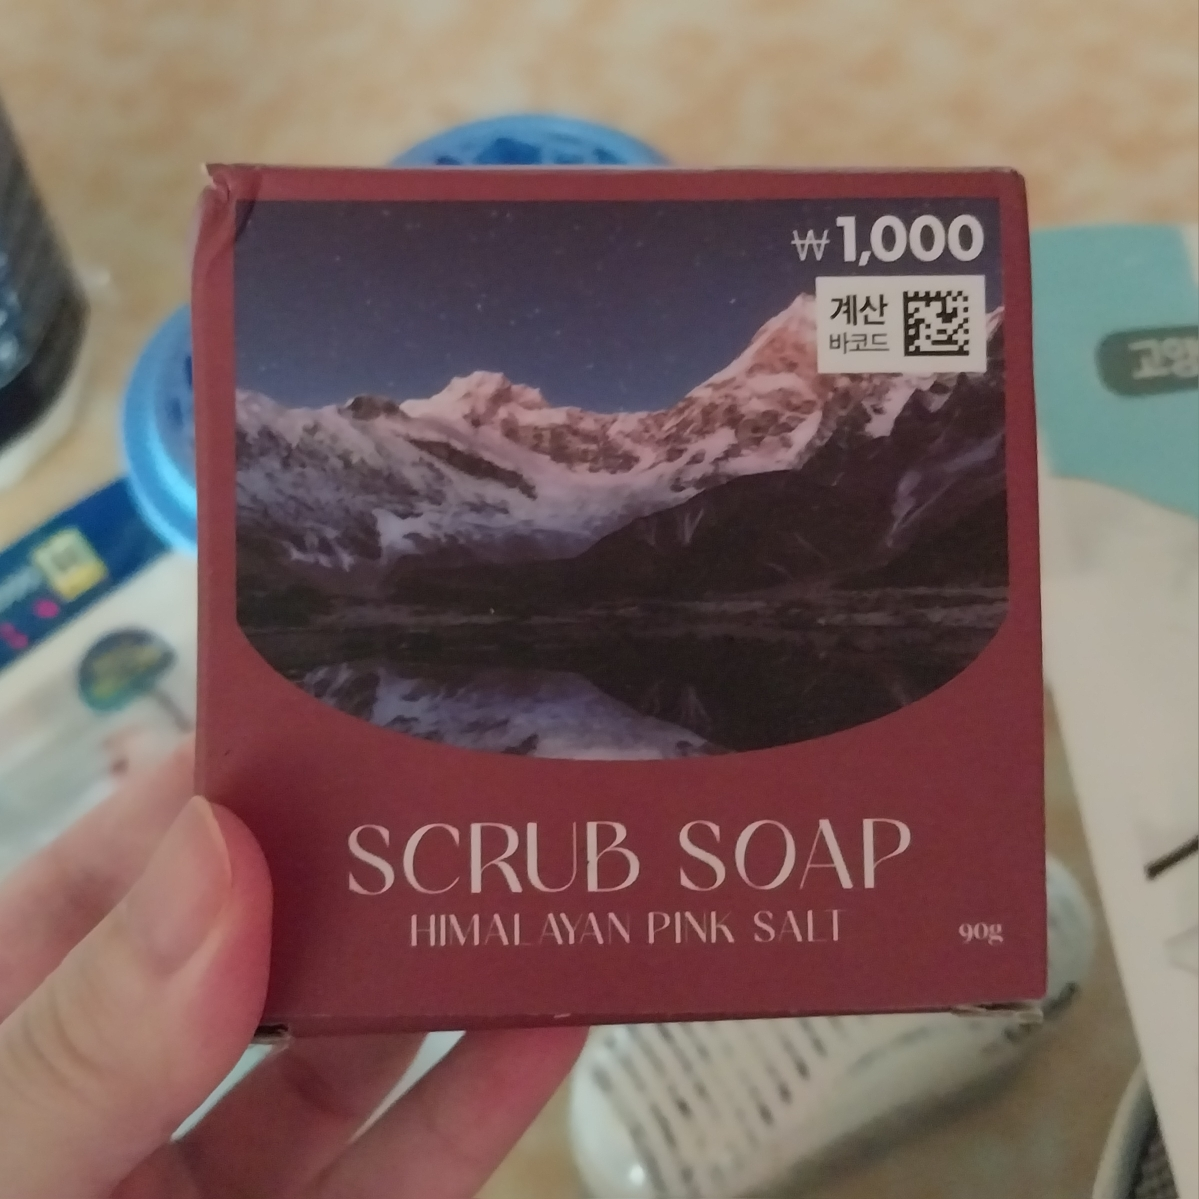 ₩1,000
계산
바코드
SCRUB SOAP
HIMALAYAN PINK SALT
90g